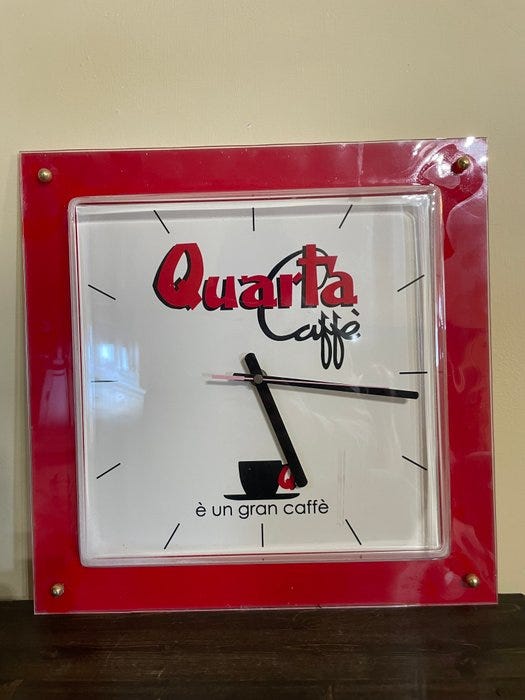 Quarta
Caffè
Q
è un gran caffè